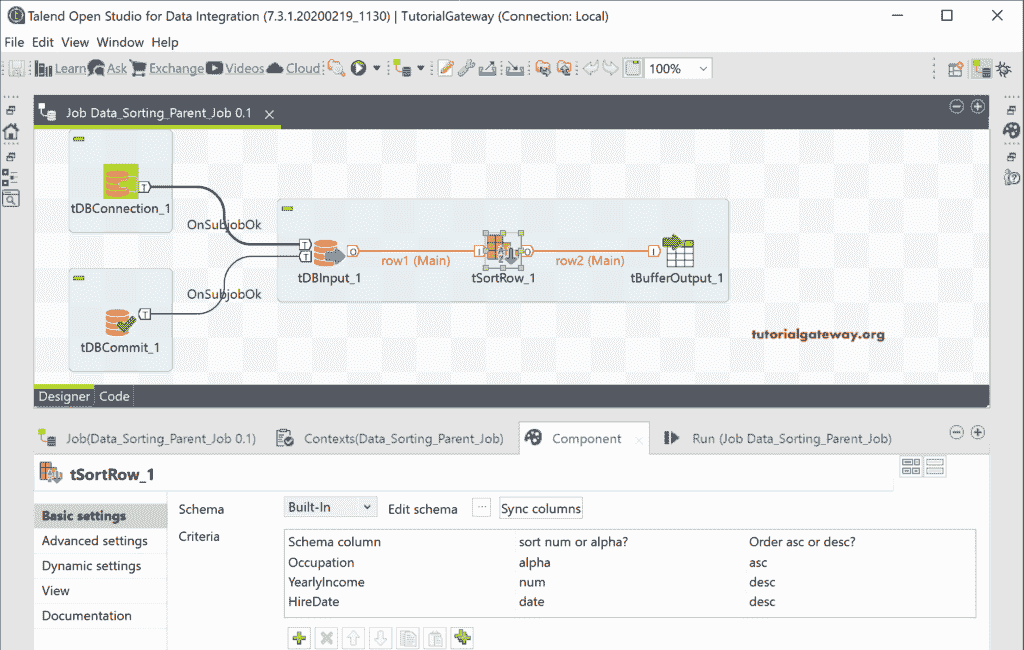 Talend Open Studio for Data Integration (7.3.1.20200219_1130) | TutorialGateway (Connection: Local)
File Edit View Window Help
Learn Ask Exchange Videos Cloud 100%
Job Data_Sorting_Parent_Job 0.1
T
tDBConnection_1
OnSubjobOk
T
T
O
I
O
I
row1 (Main)
row2 (Main)
tDBInput_1
tSortRow_1
tBufferOutput_1
OnSubjobOk
T
tDBCommit_1
tutorialgateway.org
Designer Code
Job(Data_Sorting_Parent_Job 0.1) Contexts(Data_Sorting_Parent_Job) Component Run (Job Data_Sorting_Parent_Job)
tSortRow_1
Basic settings
Advanced settings
Dynamic settings
View
Documentation
Schema Built-In Edit schema ... Sync columns
Criteria
Schema column sort num or alpha? Order asc or desc?
Occupation alpha asc
YearlyIncome num desc
HireDate date desc